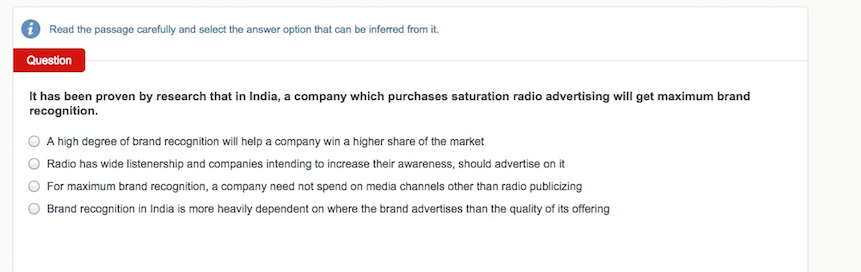 Read the passage carefully and select the answer option that can be inferred from it.
Question
It has been proven by research that in India, a company which purchases saturation radio advertising will get maximum brand
recognition.
A high degree of brand recognition will help a company win a higher share of the market
Radio has wide listenership and companies intending to increase their awareness, should advertise on it
For maximum brand recognition, a company need not spend on media channels other than radio publicizing
Brand recognition in India is more heavily dependent on where the brand advertises than the quality of its offering